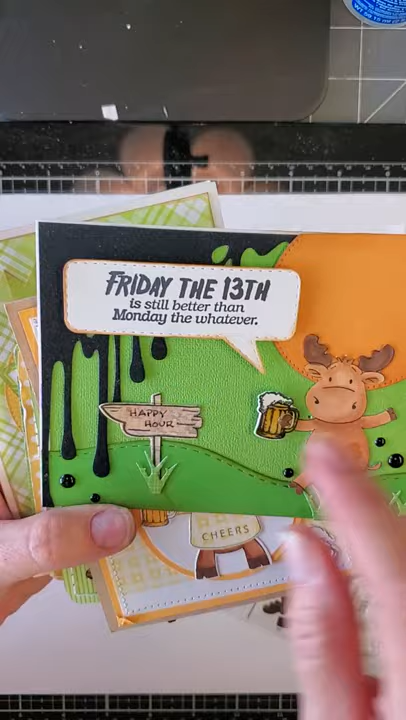 FRIDAY THE 13TH
is still better than
Monday the whatever.
HAPPY
HOUR
CHEERS